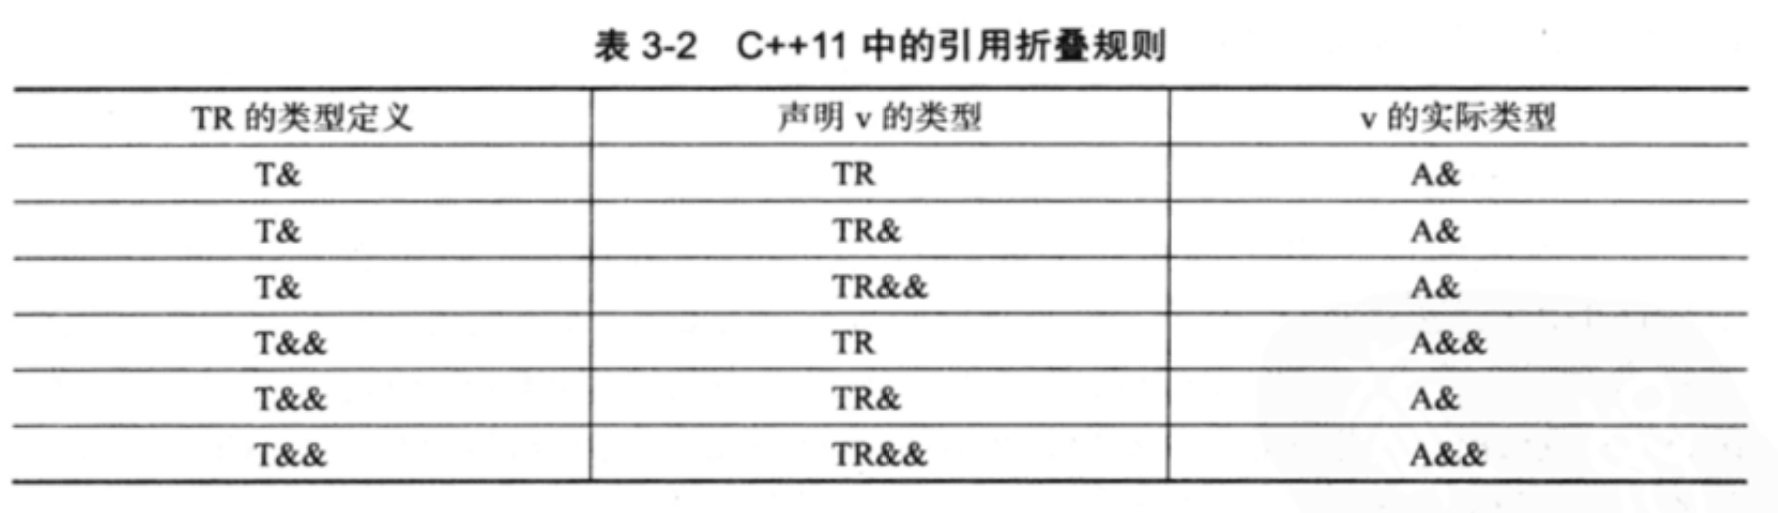 表 3-2 C++11 中的引用折叠规则
TR 的类型定义 声明 v 的类型 v 的实际类型
T& TR A&
T& TR& A&
T& TR&& A&
T&& TR A&&
T&& TR& A&
T&& TR&& A&&